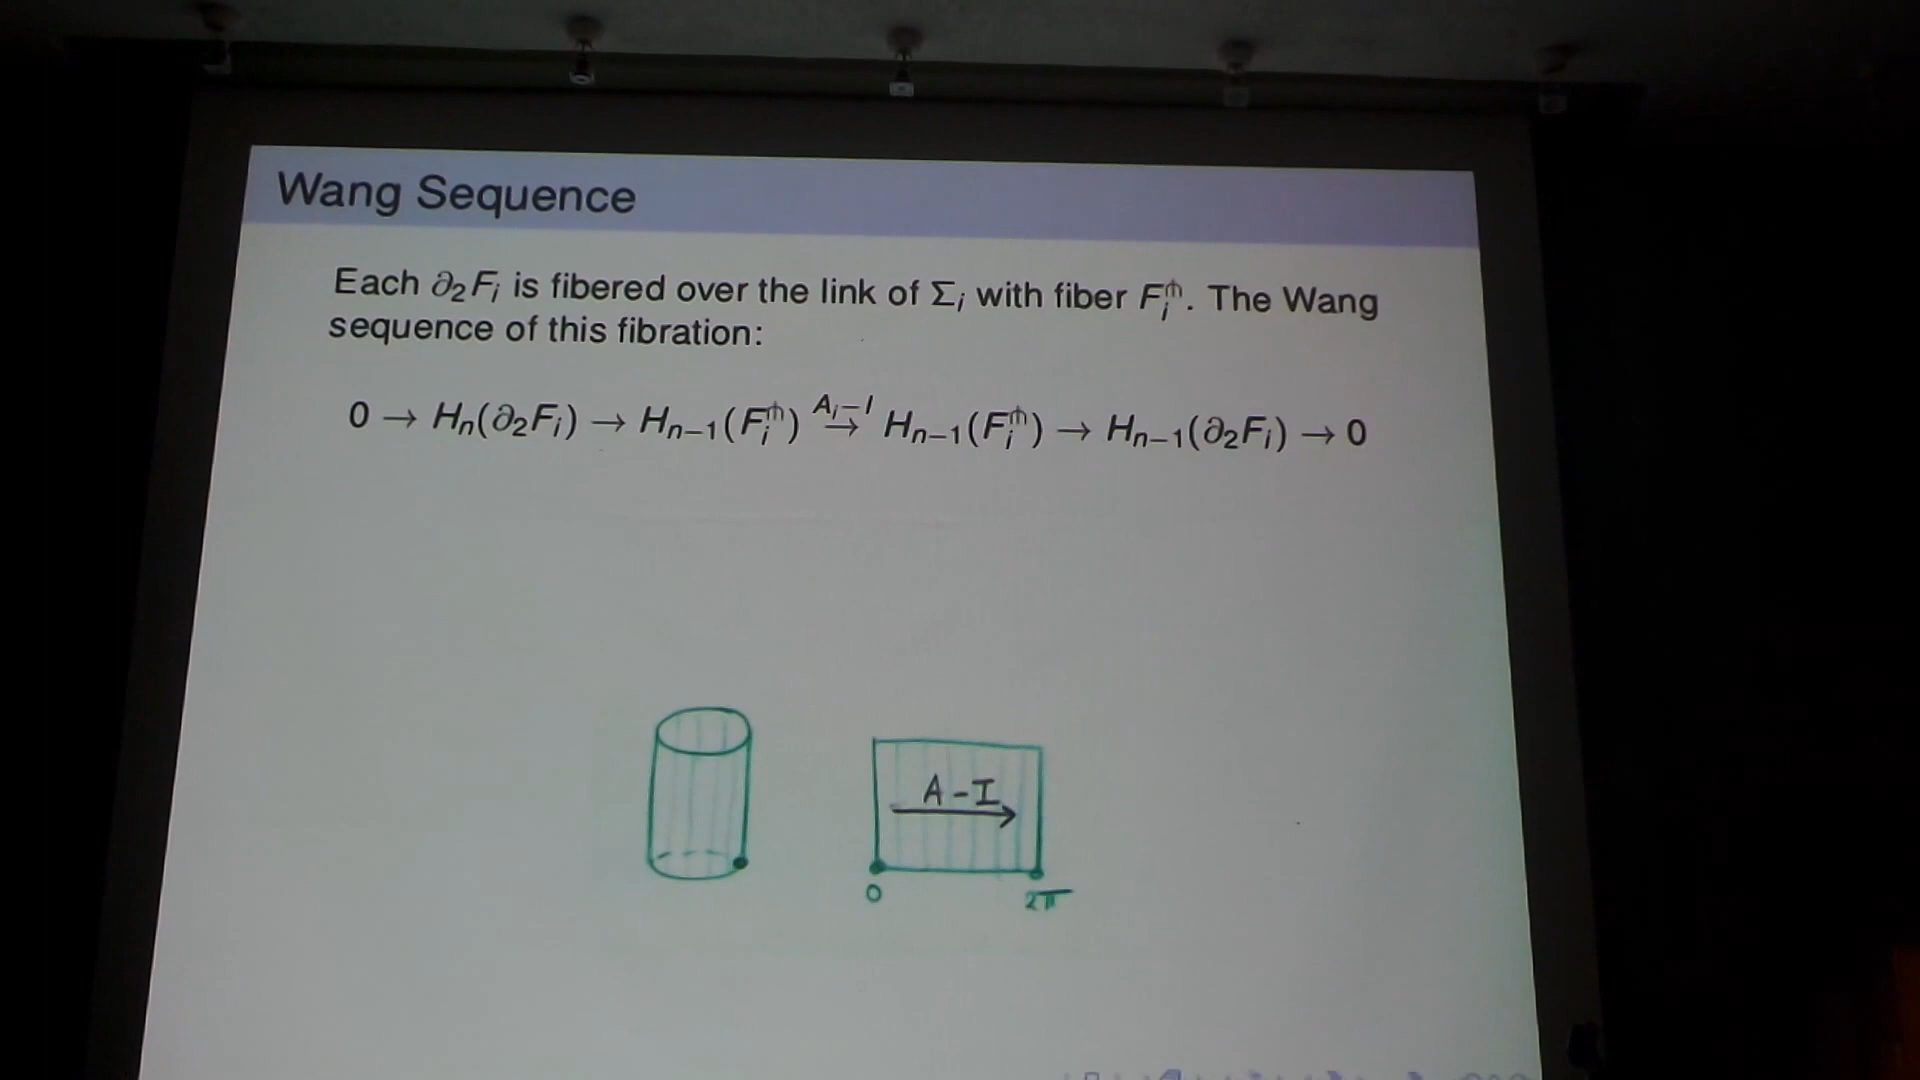 Wang Sequence
Each ∂₂Fᵢ is fibered over the link of Σᵢ with fiber Fᵢ^⋔. The Wang
sequence of this fibration:
0 → Hₙ(∂₂Fᵢ) → Hₙ₋₁(Fᵢ^⋔) →^{Aᵢ−I} Hₙ₋₁(Fᵢ^⋔) → Hₙ₋₁(∂₂Fᵢ) → 0
A - I
0 2π